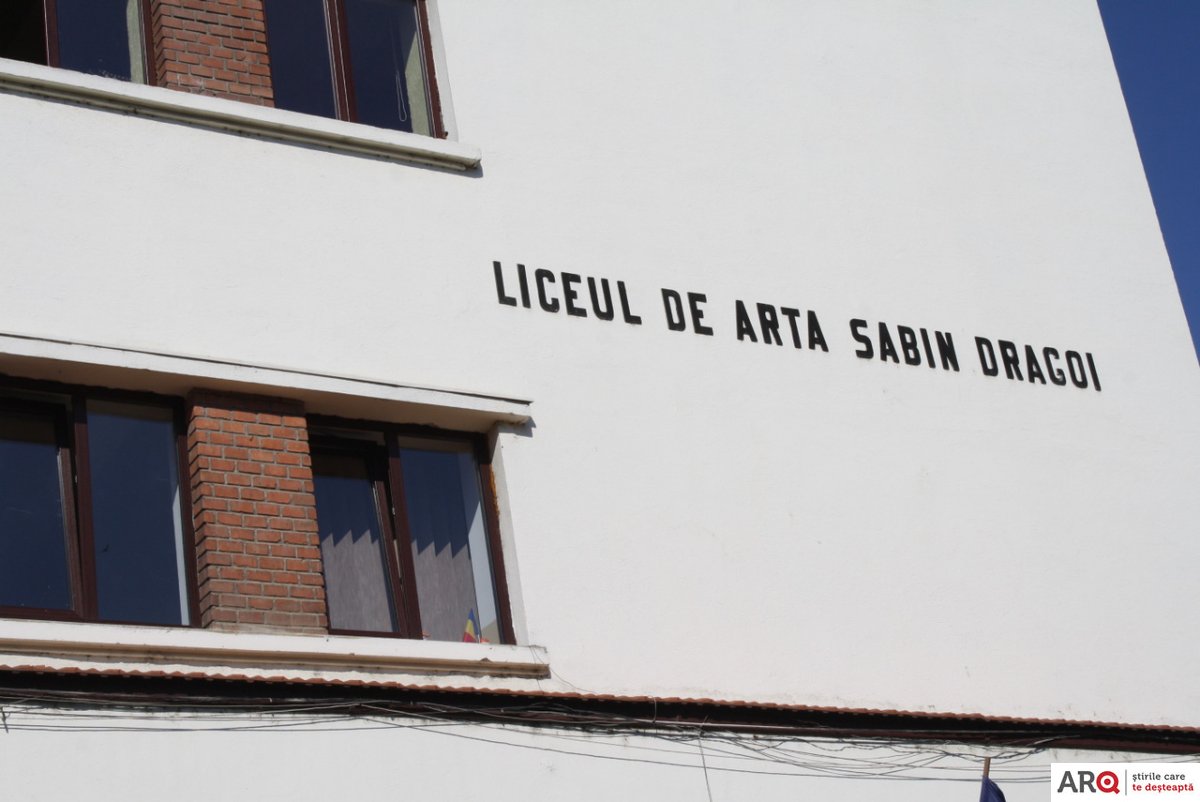 LICEUL DE ARTA SABIN DRAGOI
ARQ
știrile care
te deșteaptă